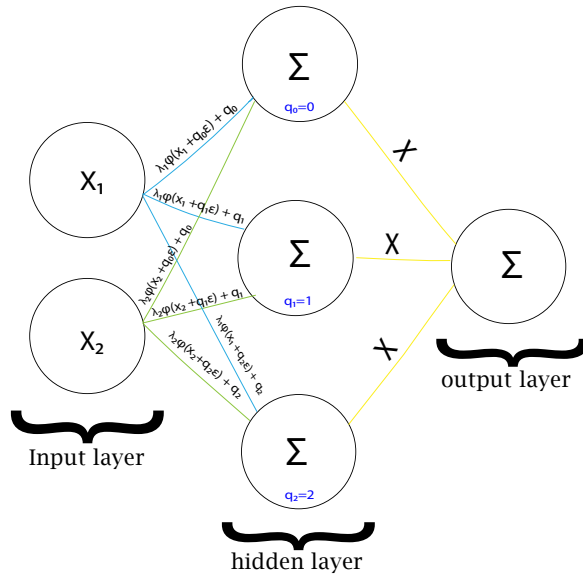 Σ
q₀=0
X₁
λ₁φ(x₁ +q₀ε) + q₀
λ₁φ(x₁ +q₁ε) + q₁
λ₁φ(x₁+q₂ε)+q₂
X₂
λ₂φ(x₂ +q₀ε) + q₀
λ₂φ(x₂+q₁ε) + q₁
λ₂φ(x₂+q₂ε) + q₂
Σ
q₁=1
Σ
q₂=2
χ
χ
χ
Σ
Input layer
hidden layer
output layer